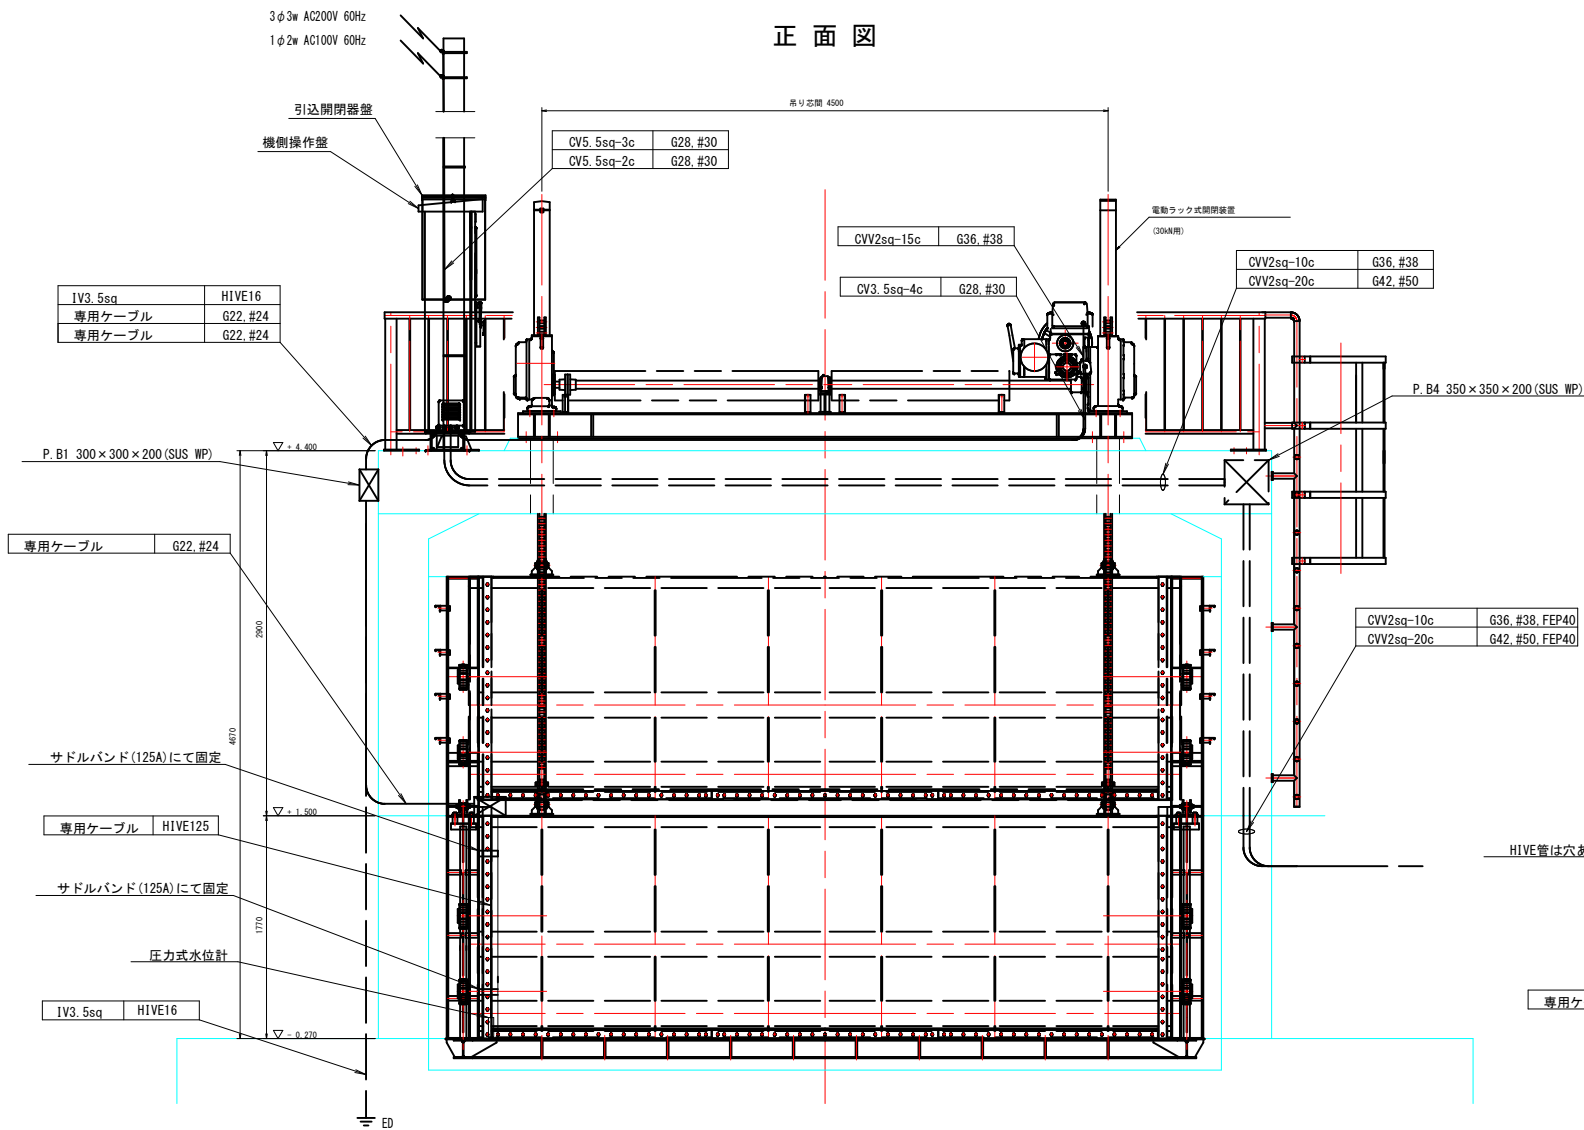 正面図
3φ3w AC200V 60Hz
1φ2w AC100V 60Hz
引込開閉器盤
機側操作盤
吊り芯間 4500
CV5.5sq-3c G28,#30
CV5.5sq-2c G28,#30
電動ラック式開閉装置
(30kN用)
CVV2sq-15c G36,#38
CV3.5sq-4c G28,#30
CVV2sq-10c G36,#38
CVV2sq-20c G42,#50
IV3.5sq HIVE16
専用ケーブル G22,#24
専用ケーブル G22,#24
P.B4 350×350×200(SUS WP)
P.B1 300×300×200(SUS WP)
+ 4.400
専用ケーブル G22,#24
2900
4670
CVV2sq-10c G36,#38,FEP40
CVV2sq-20c G42,#50,FEP40
サドルバンド(125A)にて固定
+ 1.500
専用ケーブル HIVE125
HIVE管は穴あ
サドルバンド(125A)にて固定
1770
圧力式水位計
専用ケ
IV3.5sq HIVE16
- 0.270
ED